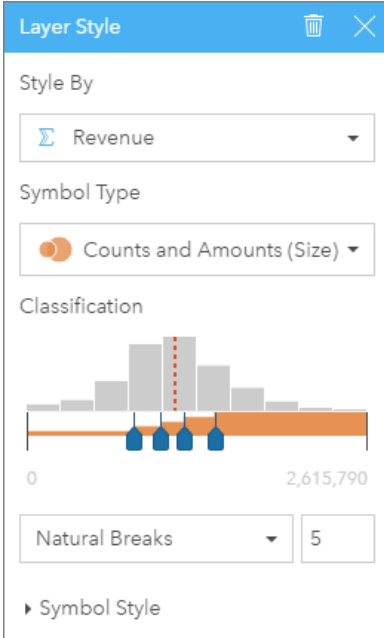 Layer Style
Style By
Revenue
Symbol Type
Counts and Amounts (Size)
Classification
0 2,615,790
Natural Breaks 5
Symbol Style